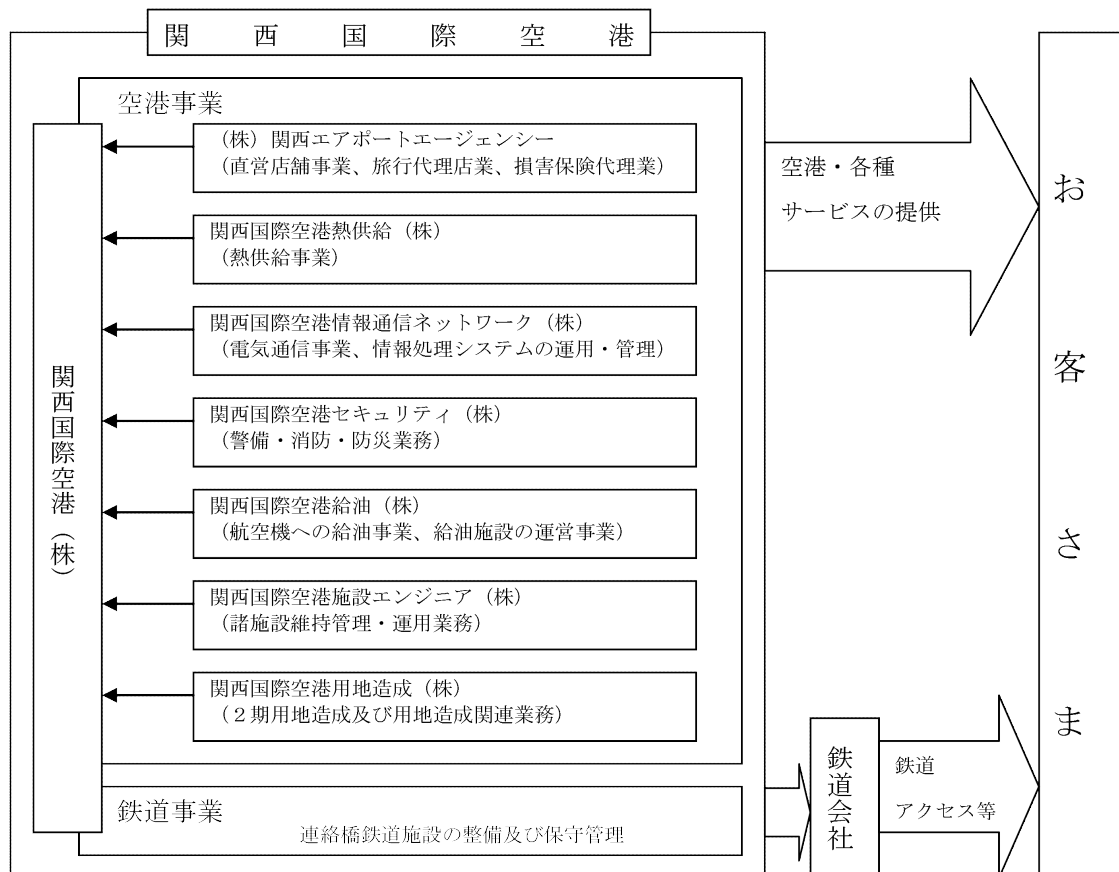 関西国際空港
空港事業
関西国際空港（株）
（株）関西エアポートエージェンシー
（直営店舗事業、旅行代理店業、損害保険代理業）
関西国際空港熱供給（株）
（熱供給事業）
関西国際空港情報通信ネットワーク（株）
（電気通信事業、情報処理システムの運用・管理）
関西国際空港セキュリティ（株）
（警備・消防・防災業務）
関西国際空港給油（株）
（航空機への給油事業、給油施設の運営事業）
関西国際空港施設エンジニア（株）
（諸施設維持管理・運用業務）
関西国際空港用地造成（株）
（２期用地造成及び用地造成関連業務）
鉄道事業
連絡橋鉄道施設の整備及び保守管理
空港・各種
サービスの提供
鉄道会社
鉄道
アクセス等
お客さま